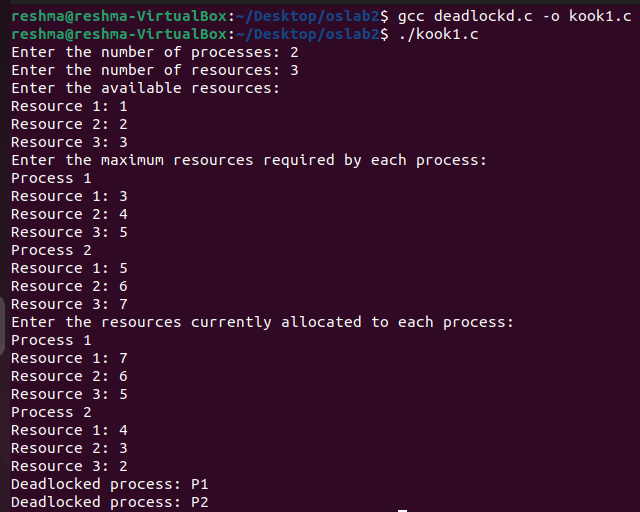 reshma@reshma-VirtualBox:~/Desktop/oslab2$ gcc deadlockd.c -o kook1.c
reshma@reshma-VirtualBox:~/Desktop/oslab2$ ./kook1.c
Enter the number of processes: 2
Enter the number of resources: 3
Enter the available resources:
Resource 1: 1
Resource 2: 2
Resource 3: 3
Enter the maximum resources required by each process:
Process 1
Resource 1: 3
Resource 2: 4
Resource 3: 5
Process 2
Resource 1: 5
Resource 2: 6
Resource 3: 7
Enter the resources currently allocated to each process:
Process 1
Resource 1: 7
Resource 2: 6
Resource 3: 5
Process 2
Resource 1: 4
Resource 2: 3
Resource 3: 2
Deadlocked process: P1
Deadlocked process: P2